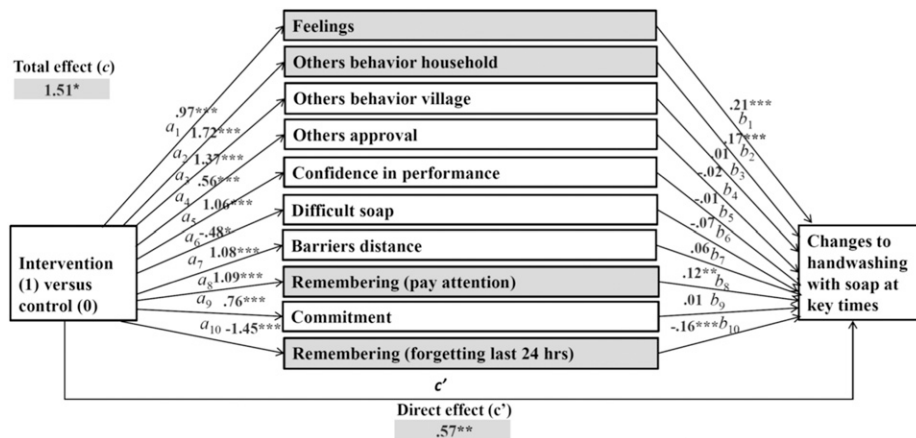 Feelings
Total effect (c)
1.51*
Others behavior household
Others behavior village
Others approval
Confidence in performance
Difficult soap
Barriers distance
Remembering (pay attention)
Commitment
Remembering (forgetting last 24 hrs)
Intervention
(1) versus
control (0)
a1 .97***
a2 1.72***
a3 1.37***
a4 .56***
a5 1.06***
a6 -.48*
a7 1.08***
a8 1.09***
a9 .76***
a10 -1.45***
.21*** b1
.17*** b2
.01 b3
-.02 b4
-.01 b5
-.07 b6
.06 b7
.12** b8
.01 b9
-.16*** b10
Changes to
handwashing
with soap at
key times
c'
Direct effect (c')
.57**